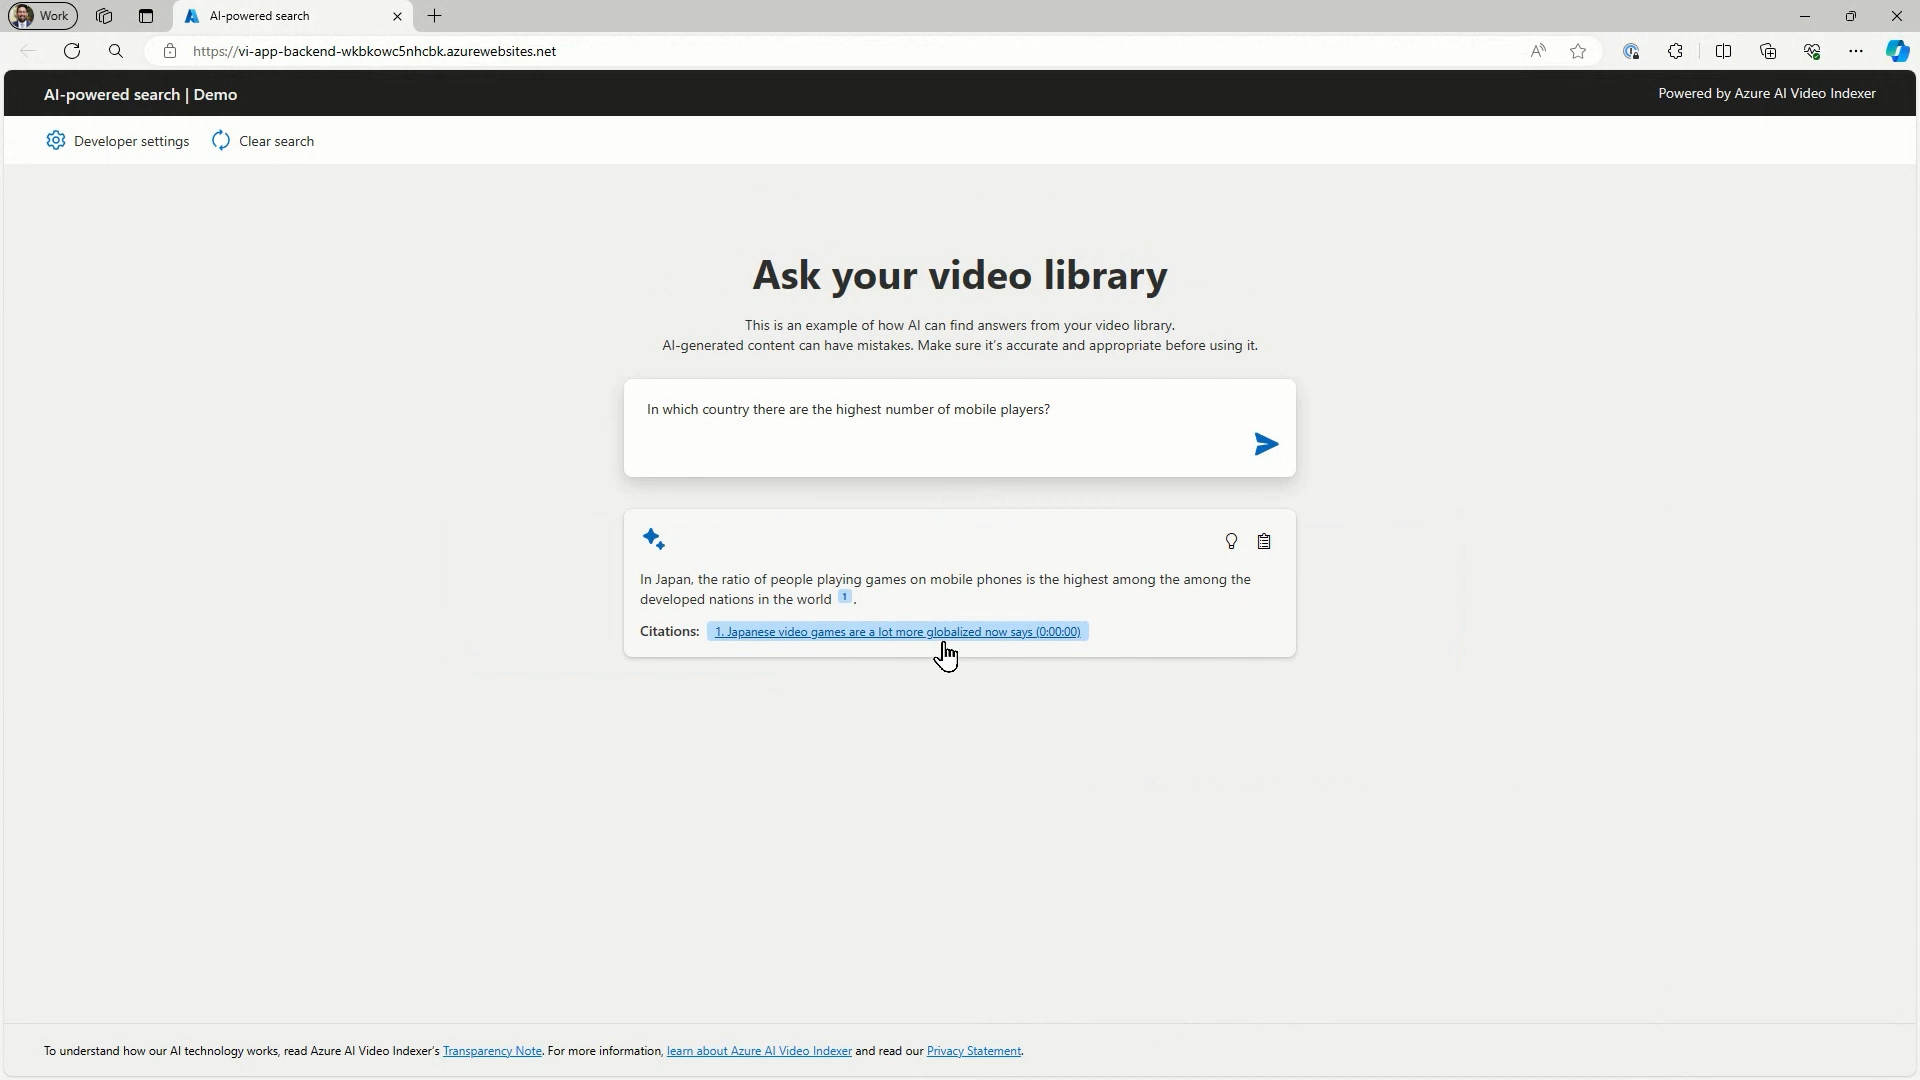 Work
AI-powered search
https://vi-app-backend-wkbkowc5nhcbk.azurewebsites.net
AI-powered search | Demo
Powered by Azure AI Video Indexer
Developer settings
Clear search
Ask your video library
This is an example of how AI can find answers from your video library.
AI-generated content can have mistakes. Make sure it's accurate and appropriate before using it.
In which country there are the highest number of mobile players?
In Japan, the ratio of people playing games on mobile phones is the highest among the among the
developed nations in the world 1 .
Citations: 1. Japanese video games are a lot more globalized now says (0:00:00)
To understand how our AI technology works, read Azure AI Video Indexer's Transparency Note. For more information, learn about Azure AI Video Indexer and read our Privacy Statement.